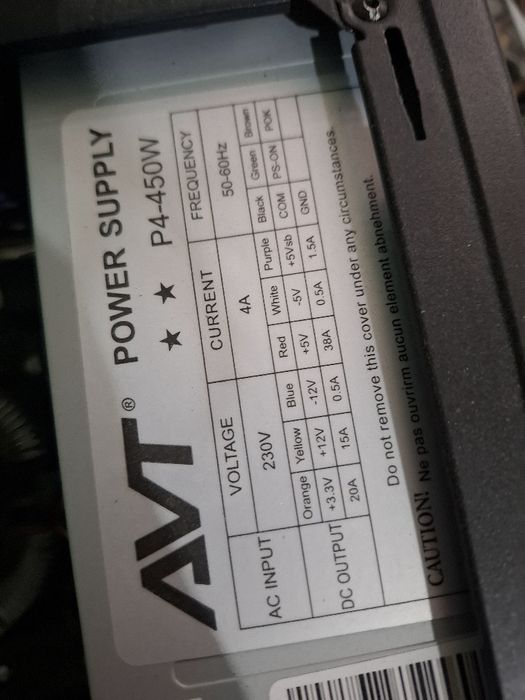 AVT® POWER SUPPLY
★ ★ P4-450W
AC INPUT VOLTAGE CURRENT FREQUENCY
230V 4A 50-60Hz
DC OUTPUT Orange Yellow Blue Red White Purple Black Green Brown
+3.3V +12V -12V +5V -5V +5Vsb COM PS-ON POK
20A 15A 0.5A 38A 0.5A 1.5A GND
Do not remove this cover under any circumstances.
CAUTION! Ne pas ouvrirm aucun element abnehment.